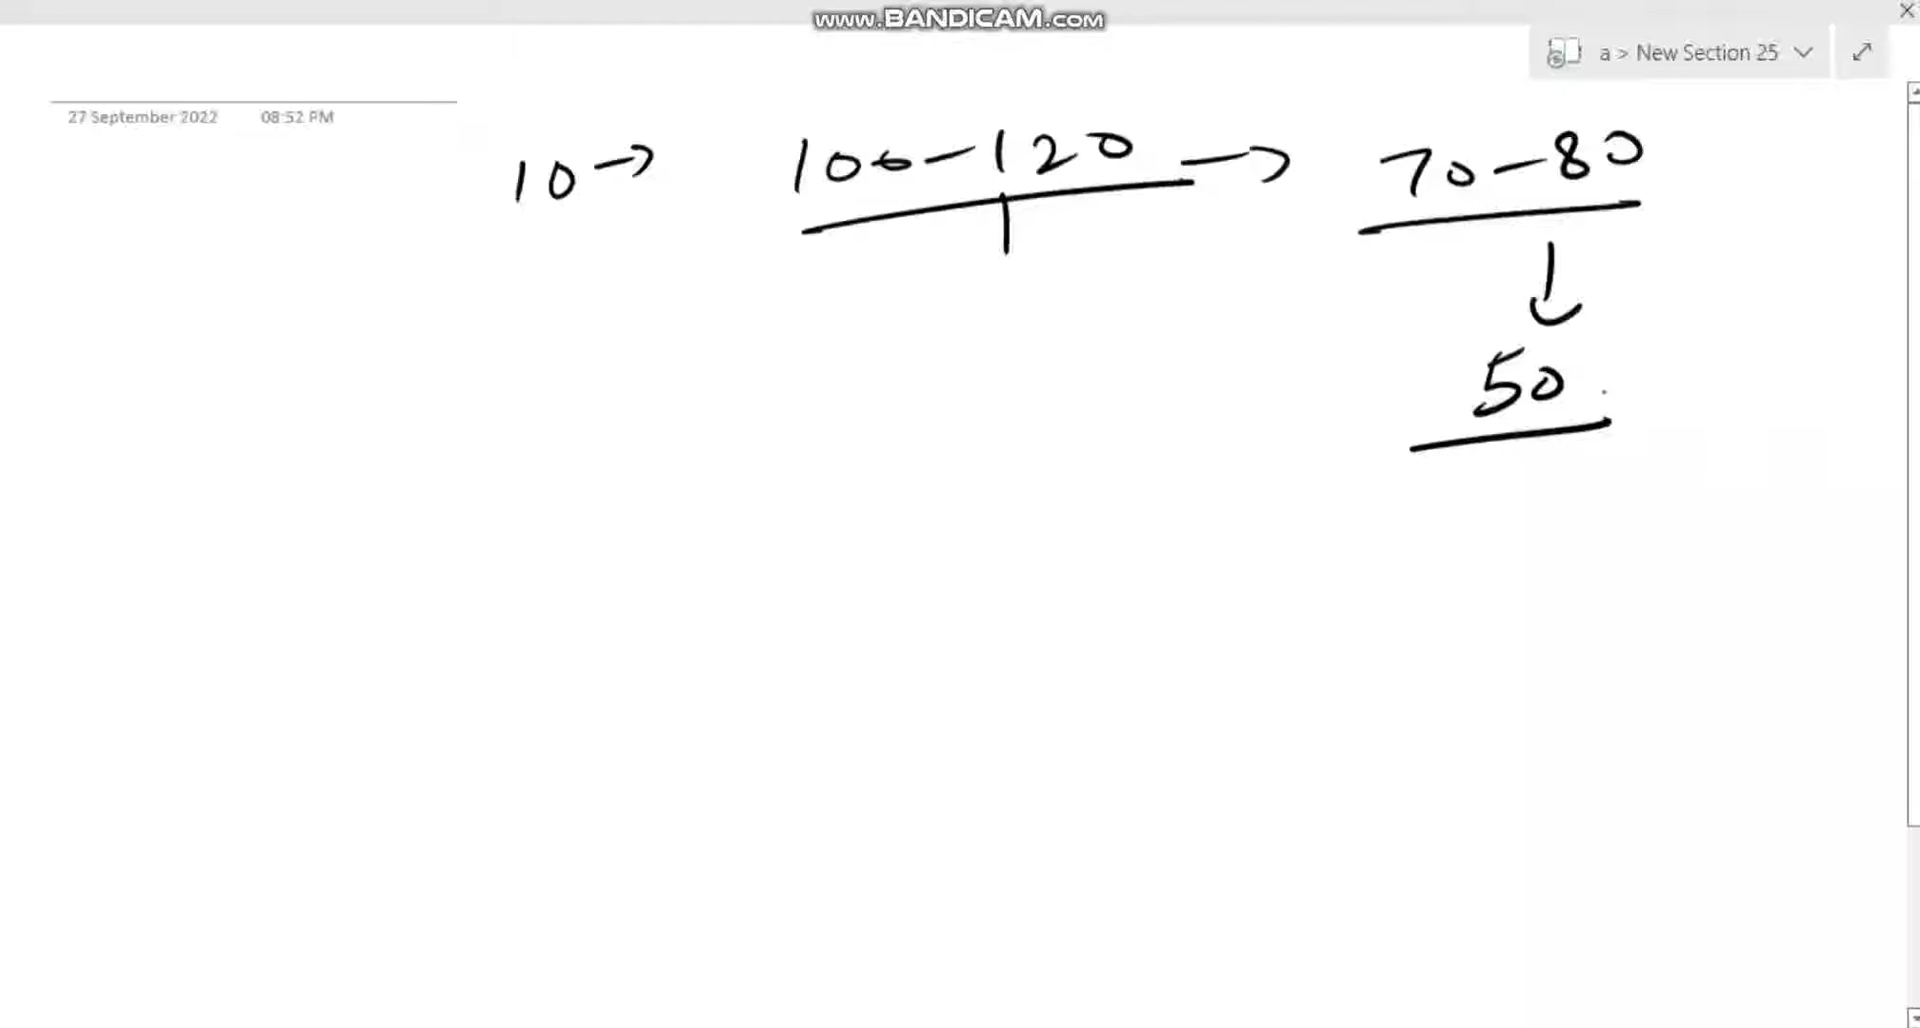 www.BANDICAM.com
a > New Section 25
27 September 2022 08:52 PM
10 → 100-120 → 70-80
↓
50